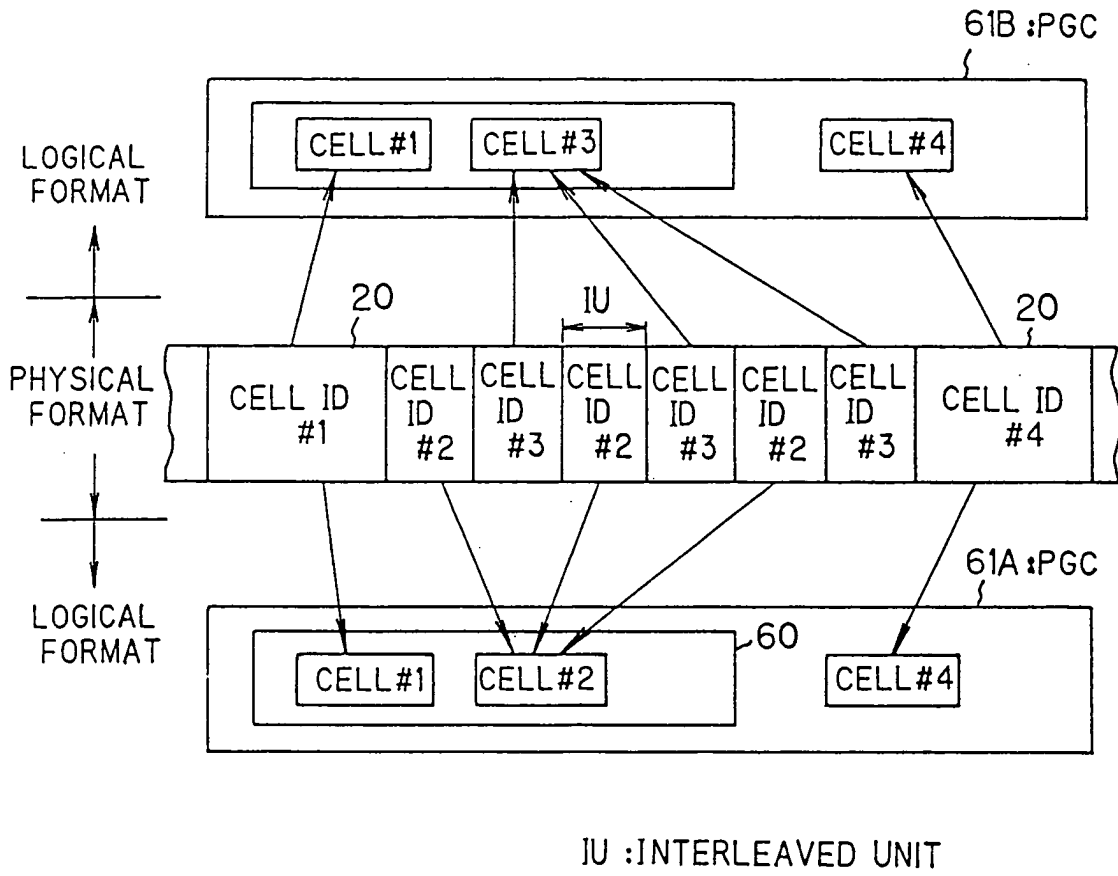 61B :PGC
CELL#1
CELL#3
CELL#4
LOGICAL
FORMAT
20
IU
20
PHYSICAL
FORMAT
CELL ID
#1
CELL
ID
#2
CELL
ID
#3
CELL
ID
#2
CELL
ID
#3
CELL
ID
#2
CELL
ID
#3
CELL ID
#4
LOGICAL
FORMAT
61A :PGC
60
CELL#1
CELL#2
CELL#4
IU :INTERLEAVED UNIT